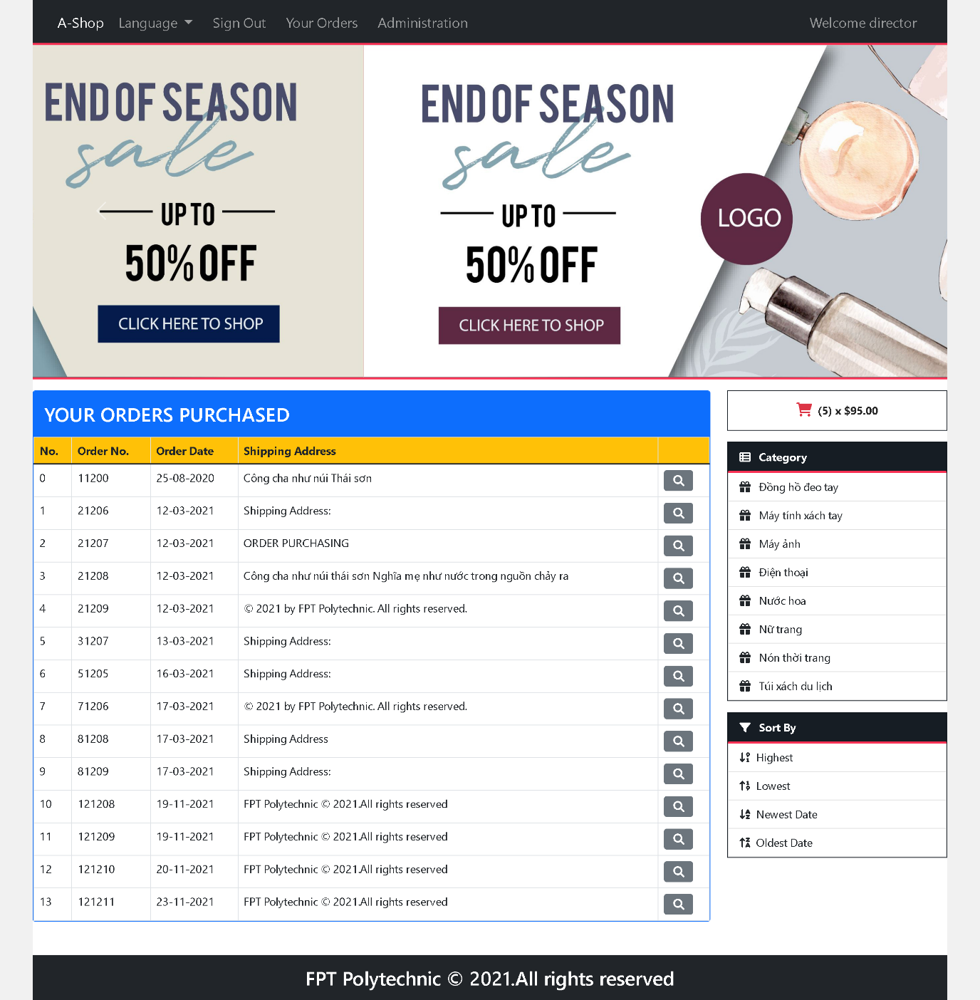 A-Shop Language Sign Out Your Orders Administration Welcome director
END OF SEASON
sale
UP TO
50% OFF
CLICK HERE TO SHOP
END OF SEASON
sale
UP TO
50% OFF
CLICK HERE TO SHOP
LOGO
YOUR ORDERS PURCHASED
No. Order No. Order Date Shipping Address
0 11200 25-08-2020 Công cha như núi Thái sơn
1 21206 12-03-2021 Shipping Address:
2 21207 12-03-2021 ORDER PURCHASING
3 21208 12-03-2021 Công cha như núi thái sơn Nghĩa mẹ như nước trong nguồn chảy ra
4 21209 12-03-2021 © 2021 by FPT Polytechnic. All rights reserved.
5 31207 13-03-2021 Shipping Address:
6 51205 16-03-2021 Shipping Address:
7 71206 17-03-2021 © 2021 by FPT Polytechnic. All rights reserved.
8 81208 17-03-2021 Shipping Address
9 81209 17-03-2021 Shipping Address:
10 121208 19-11-2021 FPT Polytechnic © 2021.All rights reserved
11 121209 19-11-2021 FPT Polytechnic © 2021.All rights reserved
12 121210 20-11-2021 FPT Polytechnic © 2021.All rights reserved
13 121211 23-11-2021 FPT Polytechnic © 2021.All rights reserved
(5) x $95.00
Category
Đồng hồ đeo tay
Máy tính xách tay
Máy ảnh
Điện thoại
Nước hoa
Nữ trang
Nón thời trang
Túi xách du lịch
Sort By
Highest
Lowest
Newest Date
Oldest Date
FPT Polytechnic © 2021.All rights reserved